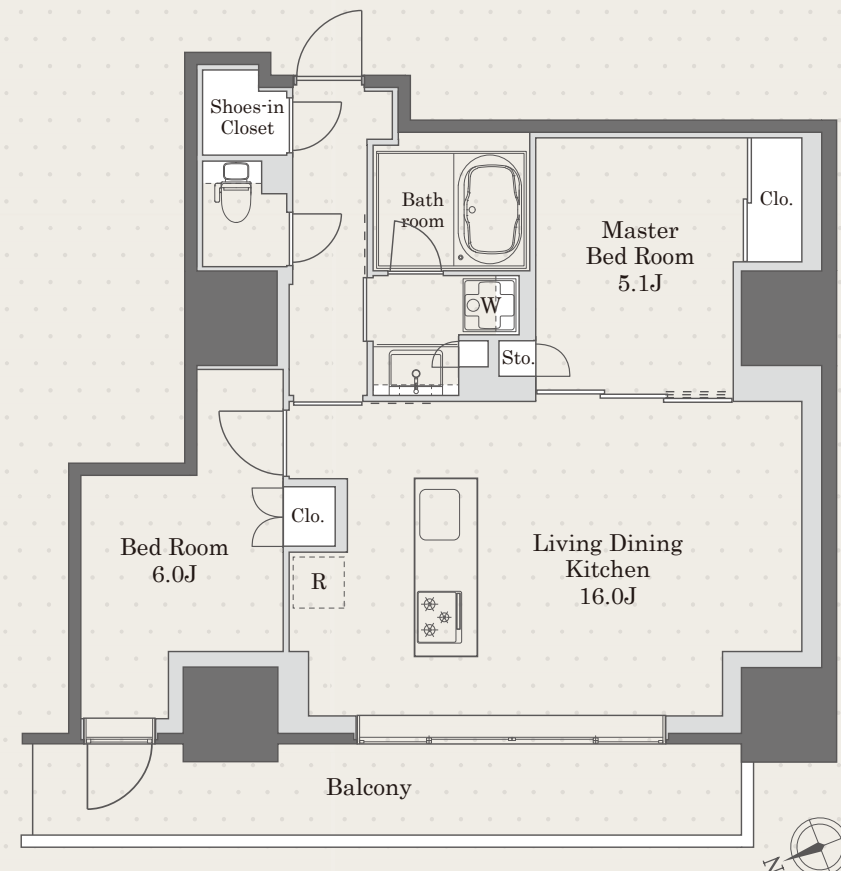 Shoes-in
Closet
Bath
room
Master
Bed Room
5.1J
Clo.
W
Sto.
Clo.
Bed Room
6.0J
R
Living Dining
Kitchen
16.0J
Balcony
N